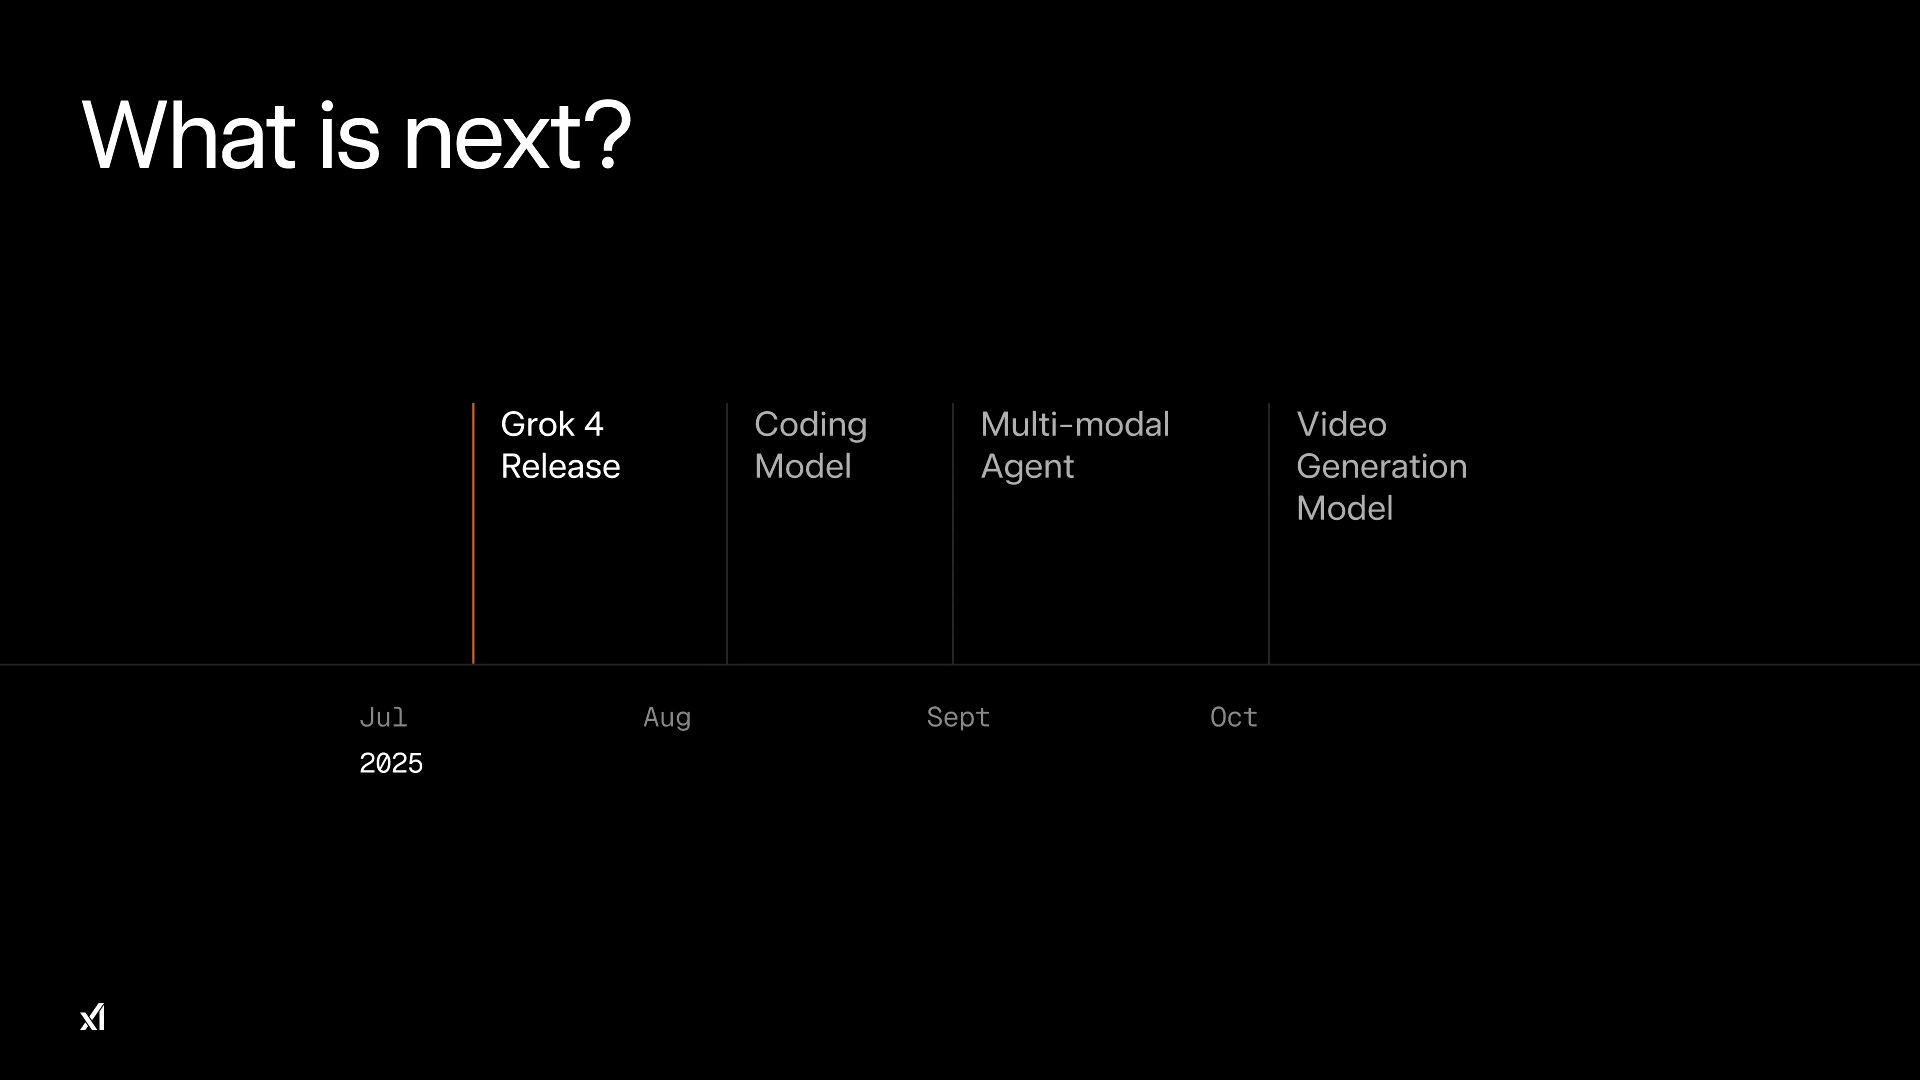 What is next?
Grok 4
Release
Coding
Model
Multi-modal
Agent
Video
Generation
Model
Jul
Aug
Sept
Oct
2025
xI